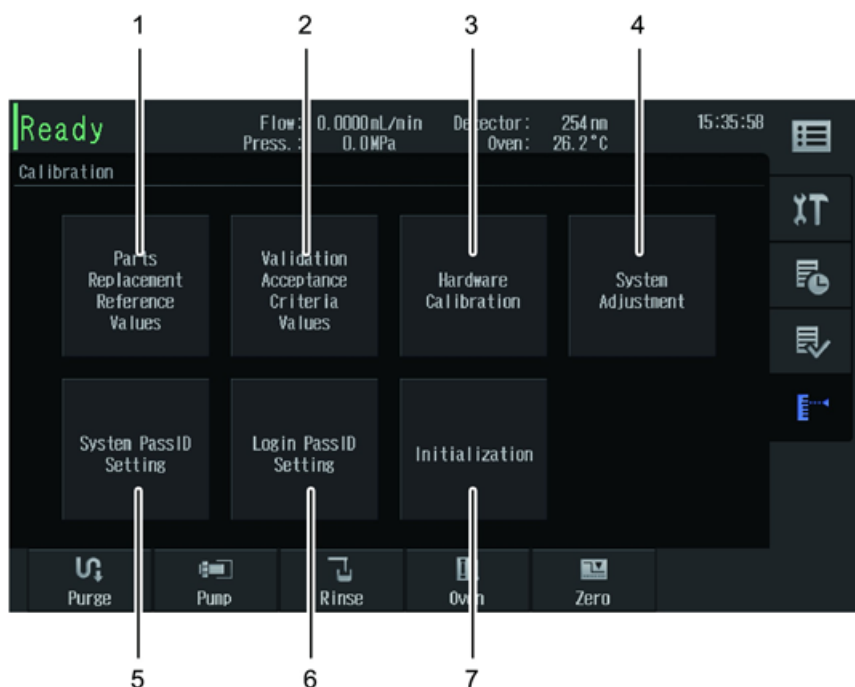 1 2 3 4
Ready Flow: 0.0000mL/min Detector: 254nm 15:35:58
Press.: 0.0MPa Oven: 26.2°C
Calibration
Parts
Replacement
Reference
Values
Validation
Acceptance
Criteria
Values
Hardware
Calibration
System
Adjustment
System PassID
Setting
Login PassID
Setting
Initialization
Purge Pump Rinse Oven Zero
5 6 7